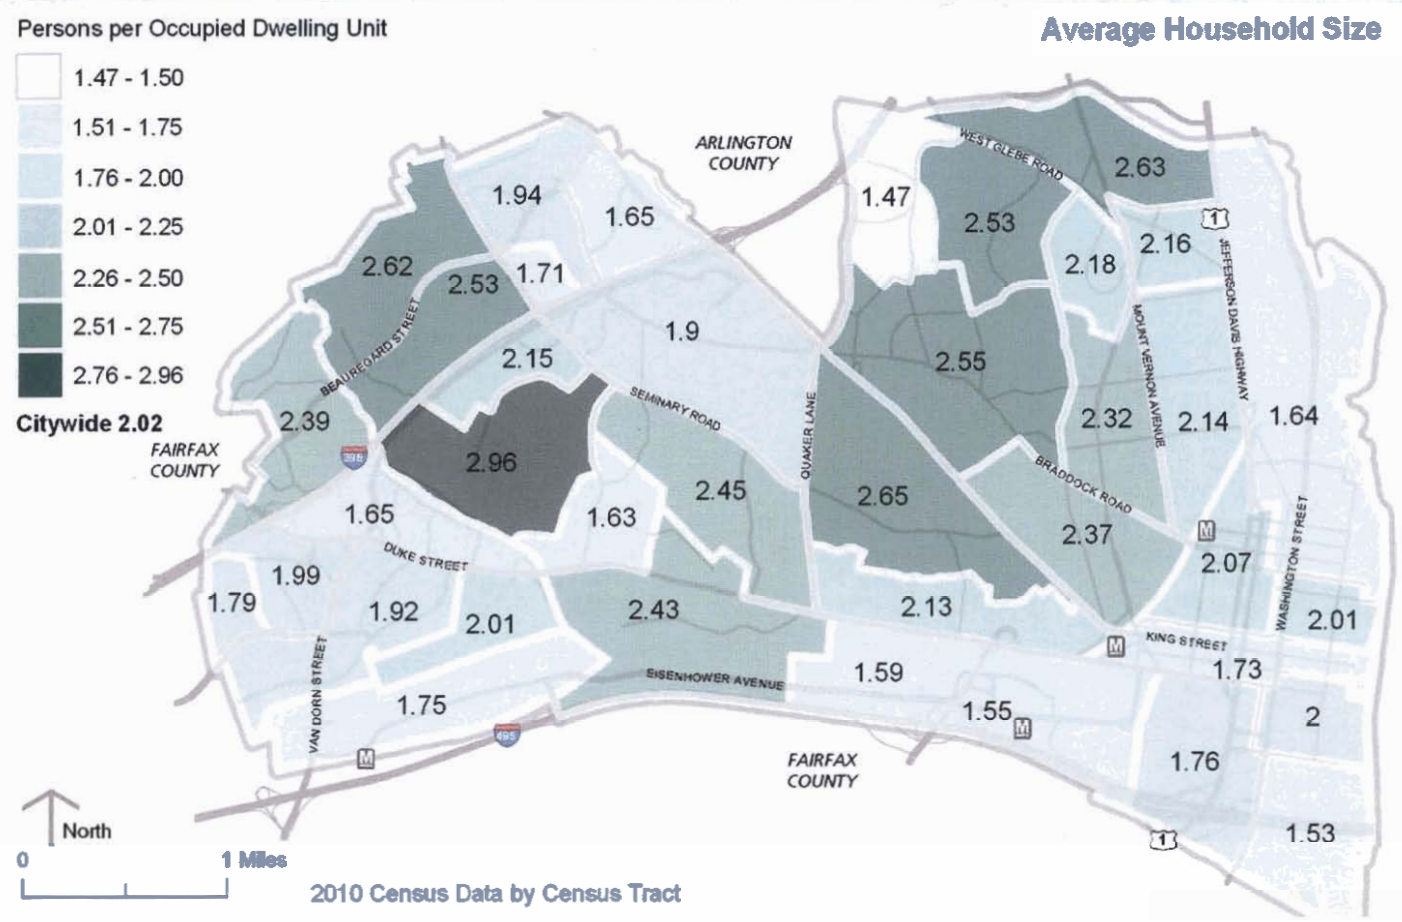 Persons per Occupied Dwelling Unit
Average Household Size
1.47 - 1.50
1.51 - 1.75
1.76 - 2.00
2.01 - 2.25
2.26 - 2.50
2.51 - 2.75
2.76 - 2.96
Citywide 2.02
ARLINGTON
COUNTY
WEST GLEBE ROAD
2.63
1.94
1.65
1.47
2.53
1
2.16
2.18
2.62
2.53
1.71
BEAUREGARD STREET
1.9
JEFFERSON DAVIS HIGHWAY
MOUNT VERNON AVENUE
2.15
2.55
SEMINARY ROAD
QUAKER LANE
2.39
2.32
2.14
1.64
FAIRFAX
COUNTY
395
2.96
2.45
2.65
BRADDOCK ROAD
1.65
1.63
2.37
M
WASHINGTON STREET
DUKE STREET
1.99
2.07
1.79
1.92
2.01
2.43
2.13
2.01
M
KING STREET
VAN DORN STREET
1.75
EISENHOWER AVENUE
1.59
1.73
1.55
M
2
495
M
FAIRFAX
COUNTY
1.76
1.53
1
North
0
1 Miles
2010 Census Data by Census Tract